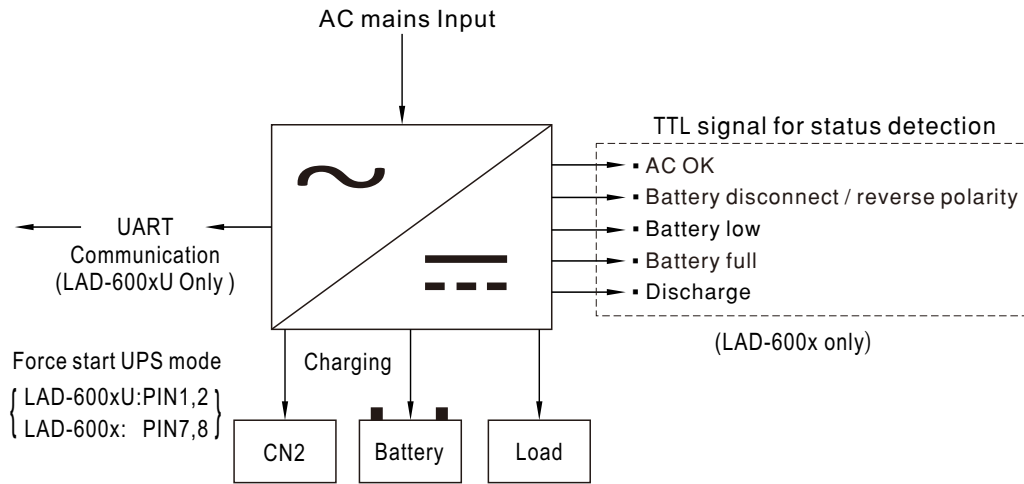 AC mains Input
TTL signal for status detection
▪ AC OK
▪ Battery disconnect / reverse polarity
▪ Battery low
▪ Battery full
▪ Discharge
(LAD-600x only)
UART
Communication
(LAD-600xU Only )
Force start UPS mode
LAD-600xU:PIN1,2
LAD-600x: PIN7,8
Charging
CN2
Battery
Load